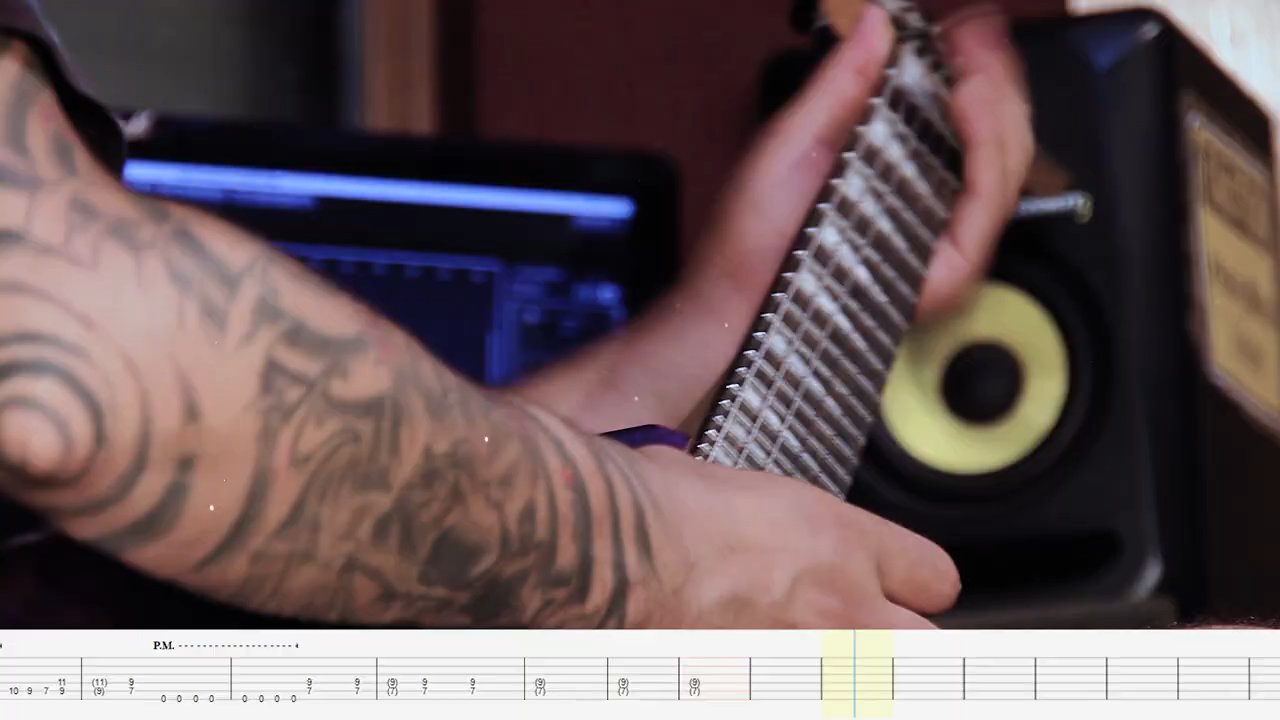 P.M.
11 (11) 9 9 9 (9) 9 9 (9) (9) (9)
10 9 7 9 (9) 7 7 7 (7) 7 7 (7) (7) (7)
0 0 0 0 0 0 0 0